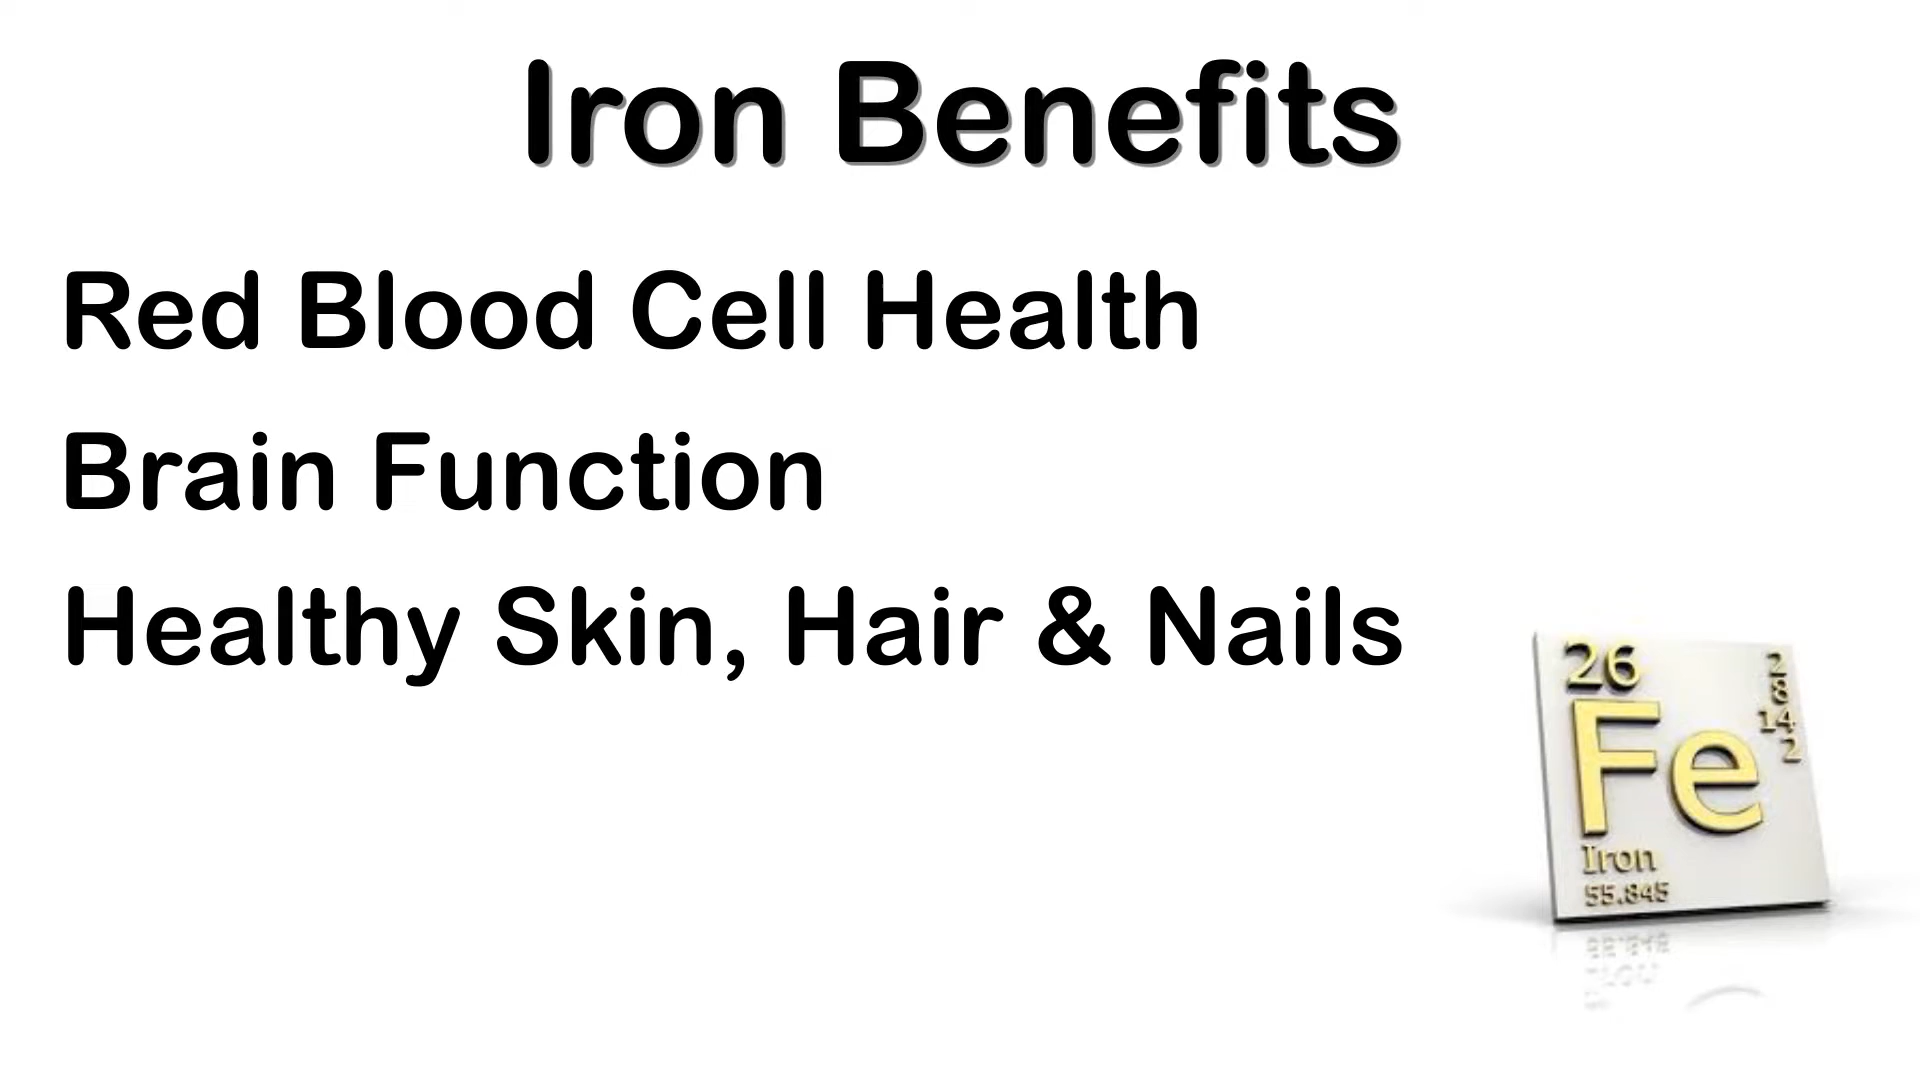 Iron Benefits
Red Blood Cell Health
Brain Function
Healthy Skin, Hair & Nails
26
2
8
14
2
Fe
Iron
55.845